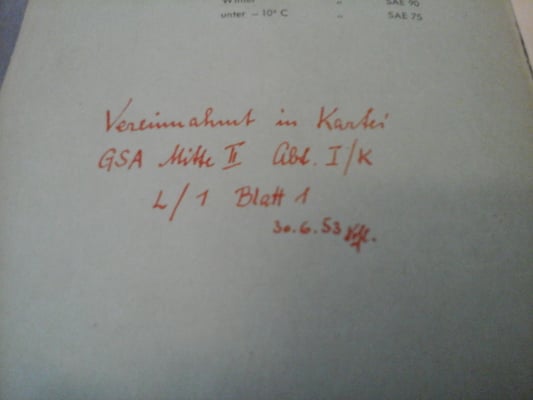 Winter " SAE 90
unter – 10° C " SAE 75
Vereinnahmt in Kartei
GSA Mitte II Abt. I/K
L/1 Blatt 1
30.6.53